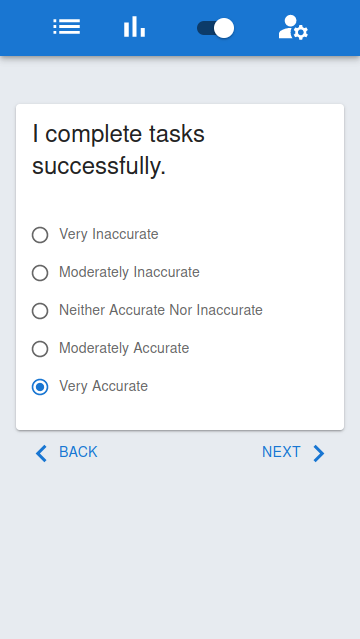 I complete tasks
successfully.
Very Inaccurate
Moderately Inaccurate
Neither Accurate Nor Inaccurate
Moderately Accurate
Very Accurate
BACK
NEXT